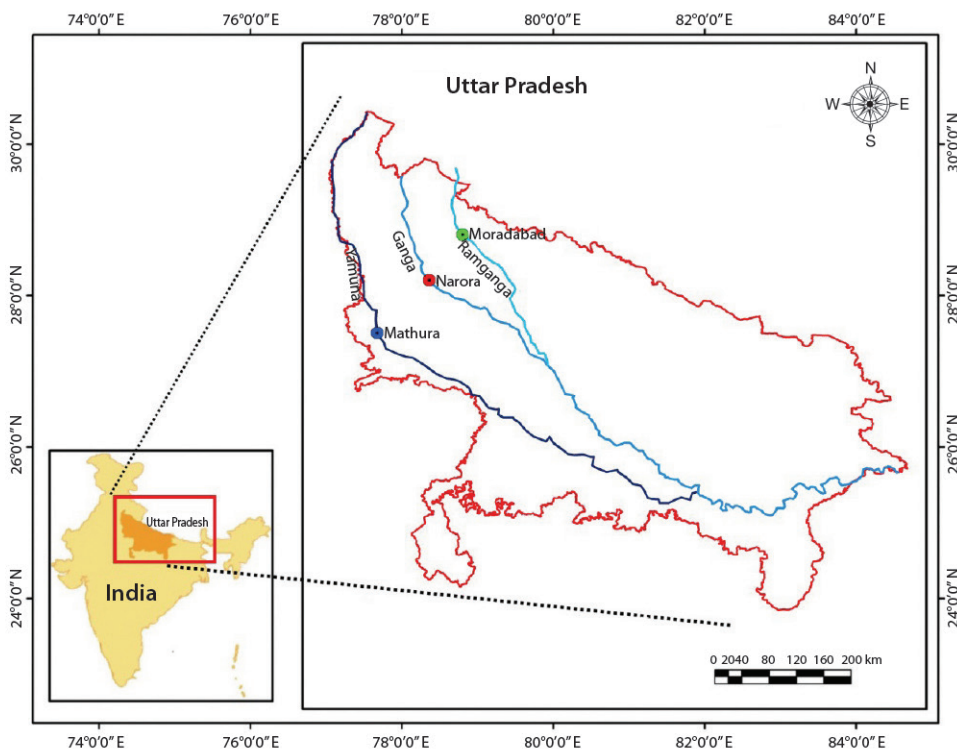 74°0'0"E 76°0'0"E 78°0'0"E 80°0'0"E 82°0'0"E 84°0'0"E
Uttar Pradesh
N
W E
S
30°0'0"N 30°0'0"N
Moradabad
Ganga
Ramganga
Yamuna
Narora
28°0'0"N 28°0'0"N
Mathura
26°0'0"N 26°0'0"N
Uttar Pradesh
India
24°0'0"N 24°0'0"N
0 2040 80 120 160 200 km
74°0'0"E 76°0'0"E 78°0'0"E 80°0'0"E 82°0'0"E 84°0'0"E